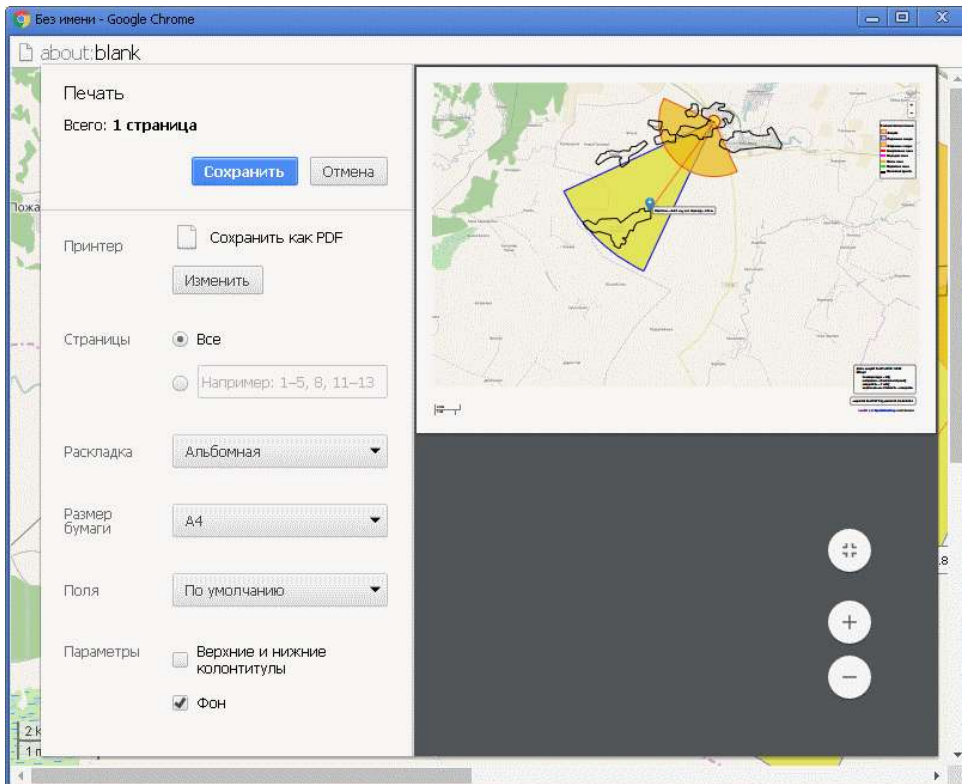 Без имени - Google Chrome
about:blank
Печать
Всего: 1 страница
Сохранить
Отмена
Пожа
Принтер
Сохранить как PDF
Изменить
Страницы
Все
Например: 1–5, 8, 11–13
Раскладка
Альбомная
Размер
бумаги
A4
Поля
По умолчанию
Параметры
Верхние и нижние
колонтитулы
Фон